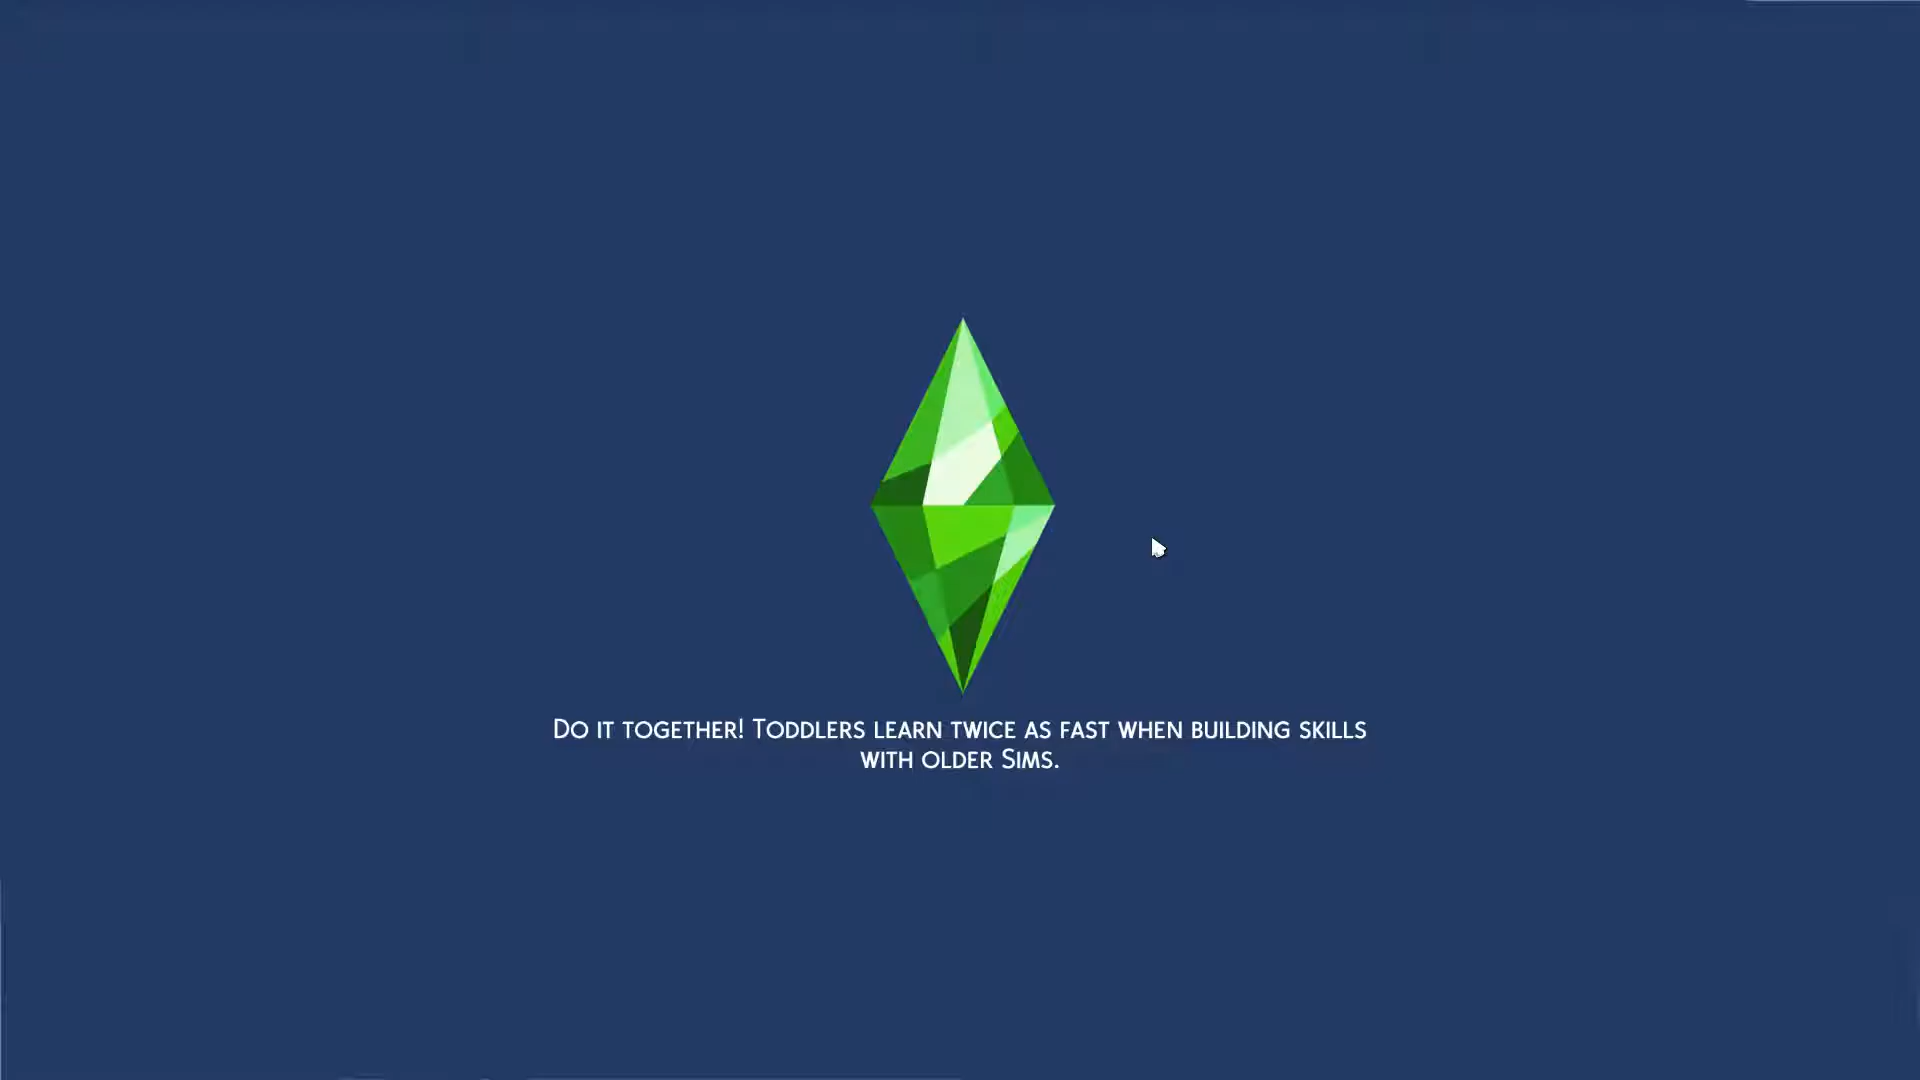 Do it together! Toddlers learn twice as fast when building skills
with older Sims.